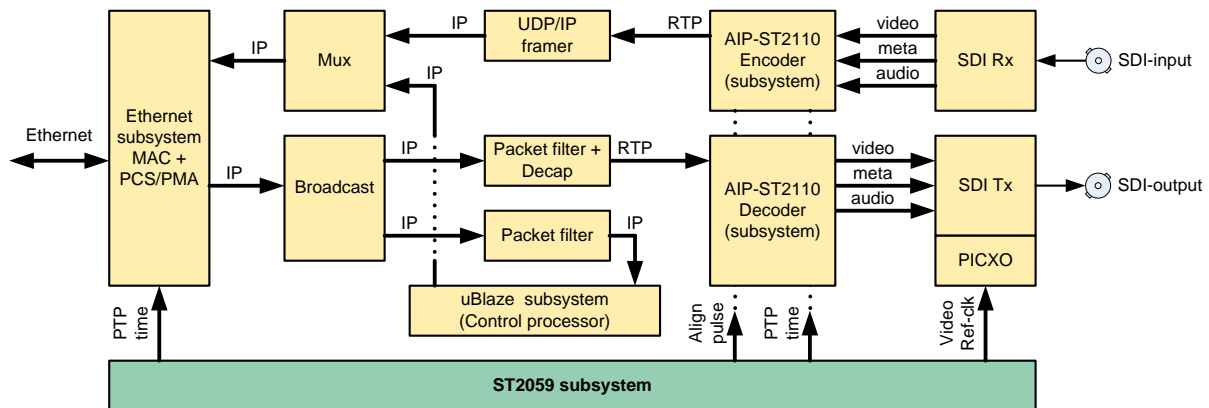 IP
UDP/IP
framer
RTP
AIP-ST2110
Encoder
(subsystem)
video
meta
audio
SDI Rx
SDI-input
IP
Mux
IP
Ethernet
Ethernet
subsystem
MAC +
PCS/PMA
IP
Broadcast
IP
Packet filter +
Decap
RTP
AIP-ST2110
Decoder
(subsystem)
video
meta
audio
SDI Tx
SDI-output
IP
Packet filter
IP
PICXO
uBlaze subsystem
(Control processor)
PTP
time
Align
pulse
PTP
time
Video
Ref-clk
ST2059 subsystem